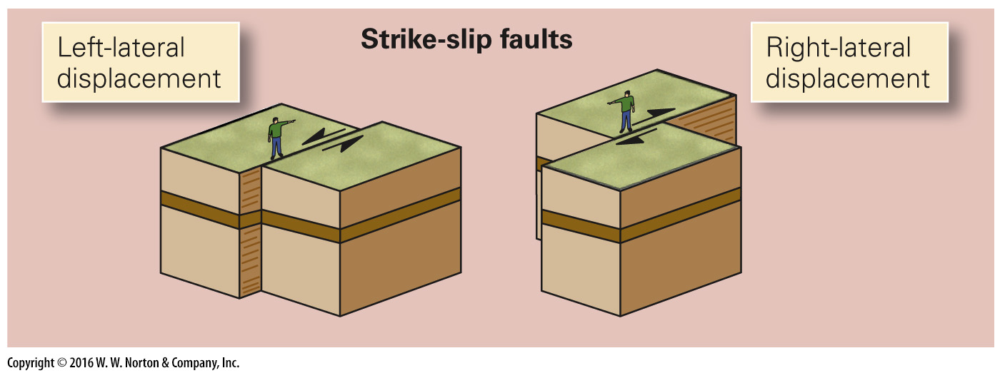 Strike-slip faults
Left-lateral
displacement
Right-lateral
displacement
Copyright © 2016 W. W. Norton & Company, Inc.